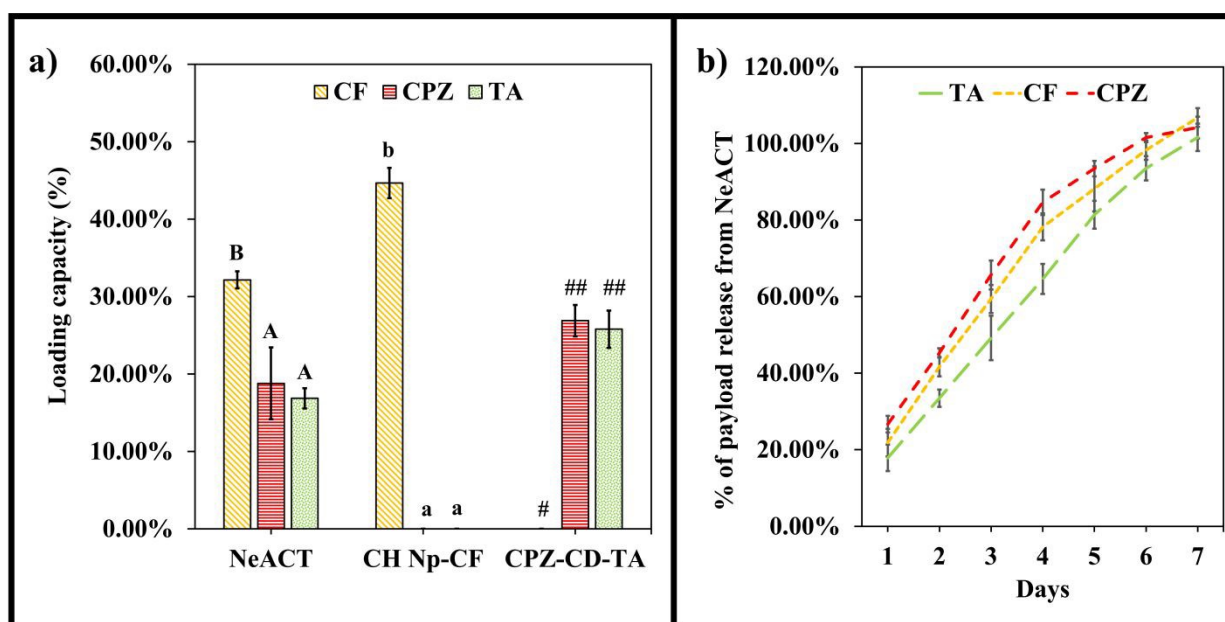 a)
60.00%
50.00%
40.00%
30.00%
20.00%
10.00%
0.00%
Loading capacity (%)
CF CPZ TA
B
A
A
b
a a
#
## ##
NeACT CH Np-CF CPZ-CD-TA
b)
120.00%
100.00%
80.00%
60.00%
40.00%
20.00%
0.00%
% of payload release from NeACT
TA CF CPZ
1 2 3 4 5 6 7
Days